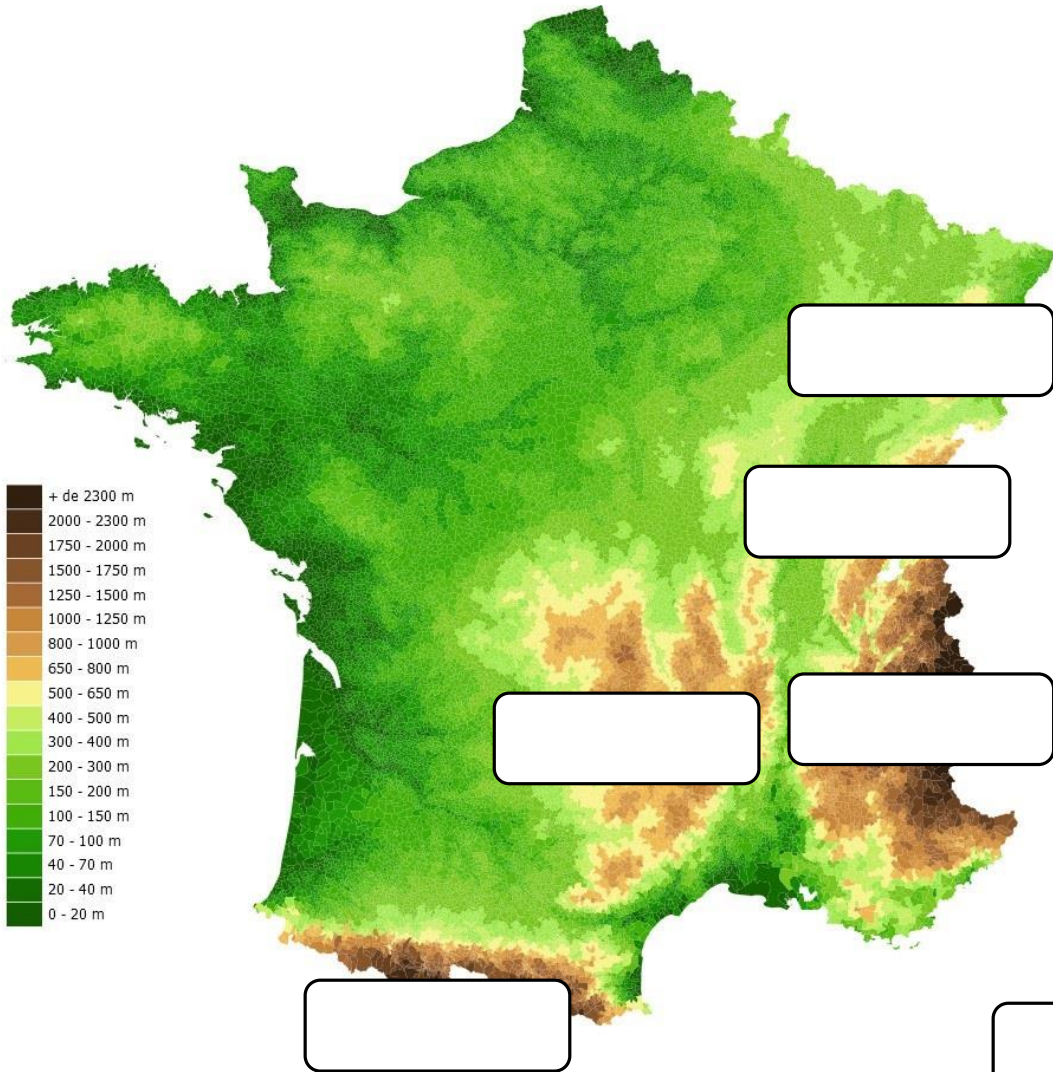 + de 2300 m
2000 - 2300 m
1750 - 2000 m
1500 - 1750 m
1250 - 1500 m
1000 - 1250 m
800 - 1000 m
650 - 800 m
500 - 650 m
400 - 500 m
300 - 400 m
200 - 300 m
150 - 200 m
100 - 150 m
70 - 100 m
40 - 70 m
20 - 40 m
0 - 20 m